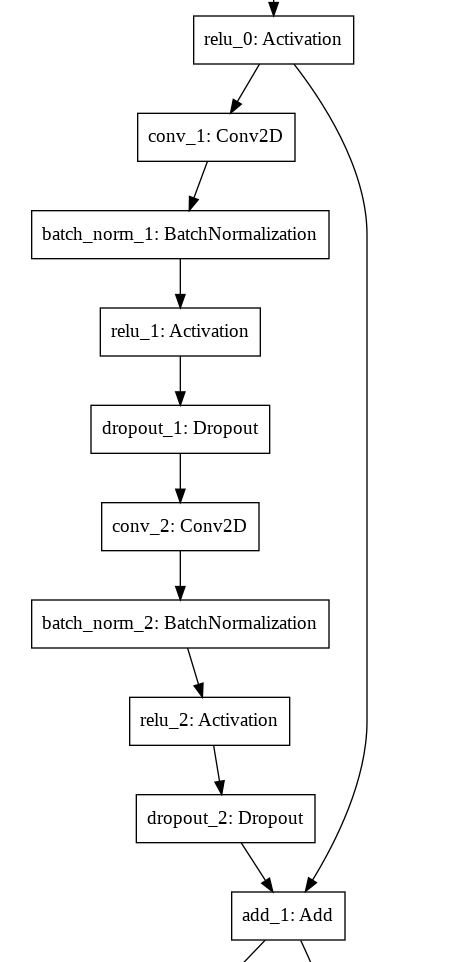 relu_0: Activation
conv_1: Conv2D
batch_norm_1: BatchNormalization
relu_1: Activation
dropout_1: Dropout
conv_2: Conv2D
batch_norm_2: BatchNormalization
relu_2: Activation
dropout_2: Dropout
add_1: Add